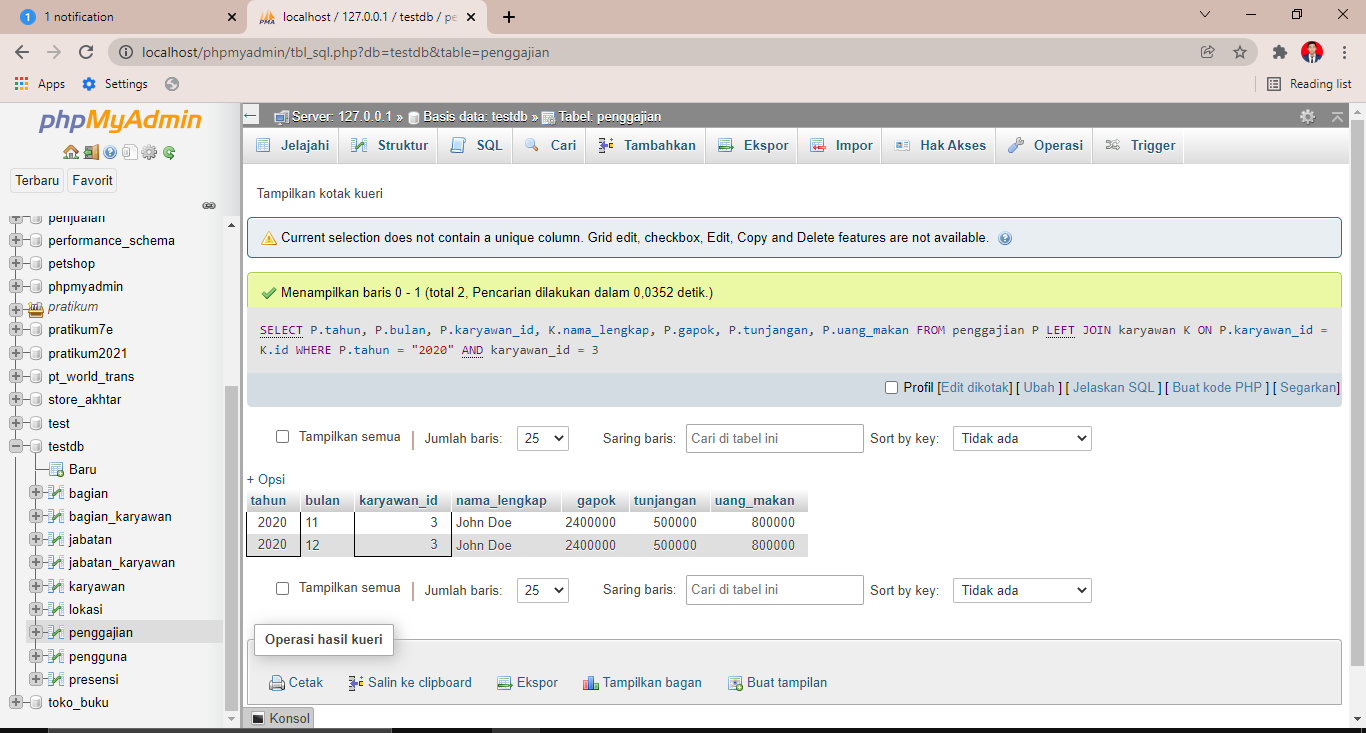 1 notification
localhost / 127.0.0.1 / testdb / pe
localhost/phpmyadmin/tbl_sql.php?db=testdb&table=penggajian
Apps
Settings
Reading list
phpMyAdmin
Terbaru
Favorit
penjualan
performance_schema
petshop
phpmyadmin
pratikum
pratikum7e
pratikum2021
pt_world_trans
store_akhtar
test
testdb
Baru
bagian
bagian_karyawan
jabatan
jabatan_karyawan
karyawan
lokasi
penggajian
pengguna
presensi
toko_buku
Server: 127.0.0.1 » Basis data: testdb » Tabel: penggajian
Jelajahi Struktur SQL Cari Tambahkan Ekspor Impor Hak Akses Operasi Trigger
Tampilkan kotak kueri
Current selection does not contain a unique column. Grid edit, checkbox, Edit, Copy and Delete features are not available.
Menampilkan baris 0 - 1 (total 2, Pencarian dilakukan dalam 0,0352 detik.)
SELECT P.tahun, P.bulan, P.karyawan_id, K.nama_lengkap, P.gapok, P.tunjangan, P.uang_makan FROM penggajian P LEFT JOIN karyawan K ON P.karyawan_id =
K.id WHERE P.tahun = "2020" AND karyawan_id = 3
Profil [Edit dikotak] [ Ubah ] [ Jelaskan SQL ] [ Buat kode PHP ] [ Segarkan]
Tampilkan semua | Jumlah baris: 25 Saring baris: Cari di tabel ini Sort by key: Tidak ada
+ Opsi
tahun bulan karyawan_id nama_lengkap gapok tunjangan uang_makan
2020 11 3 John Doe 2400000 500000 800000
2020 12 3 John Doe 2400000 500000 800000
Tampilkan semua | Jumlah baris: 25 Saring baris: Cari di tabel ini Sort by key: Tidak ada
Operasi hasil kueri
Cetak Salin ke clipboard Ekspor Tampilkan bagan Buat tampilan
Konsol